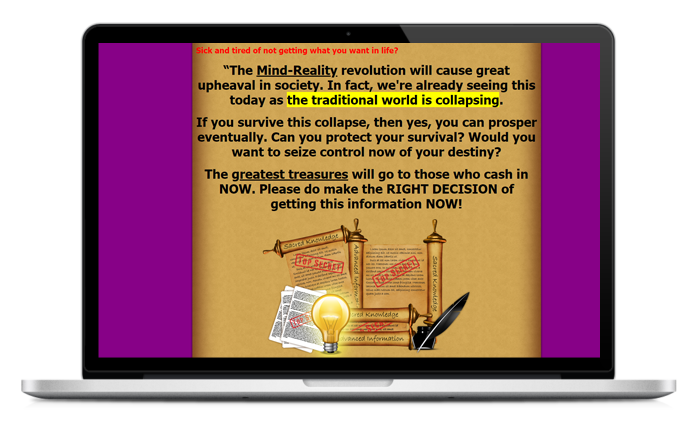 Sick and tired of not getting what you want in life?
“The Mind-Reality revolution will cause great
upheaval in society. In fact, we're already seeing this
today as the traditional world is collapsing.
If you survive this collapse, then yes, you can prosper
eventually. Can you protect your survival? Would you
want to seize control now of your destiny?
The greatest treasures will go to those who cash in
NOW. Please do make the RIGHT DECISION of
getting this information NOW!
Sacred Knowledge
TOP SECRET
Advanced Inform
TOP SECRET
Sacred Knowledge
cred Knowledge
vanced Information